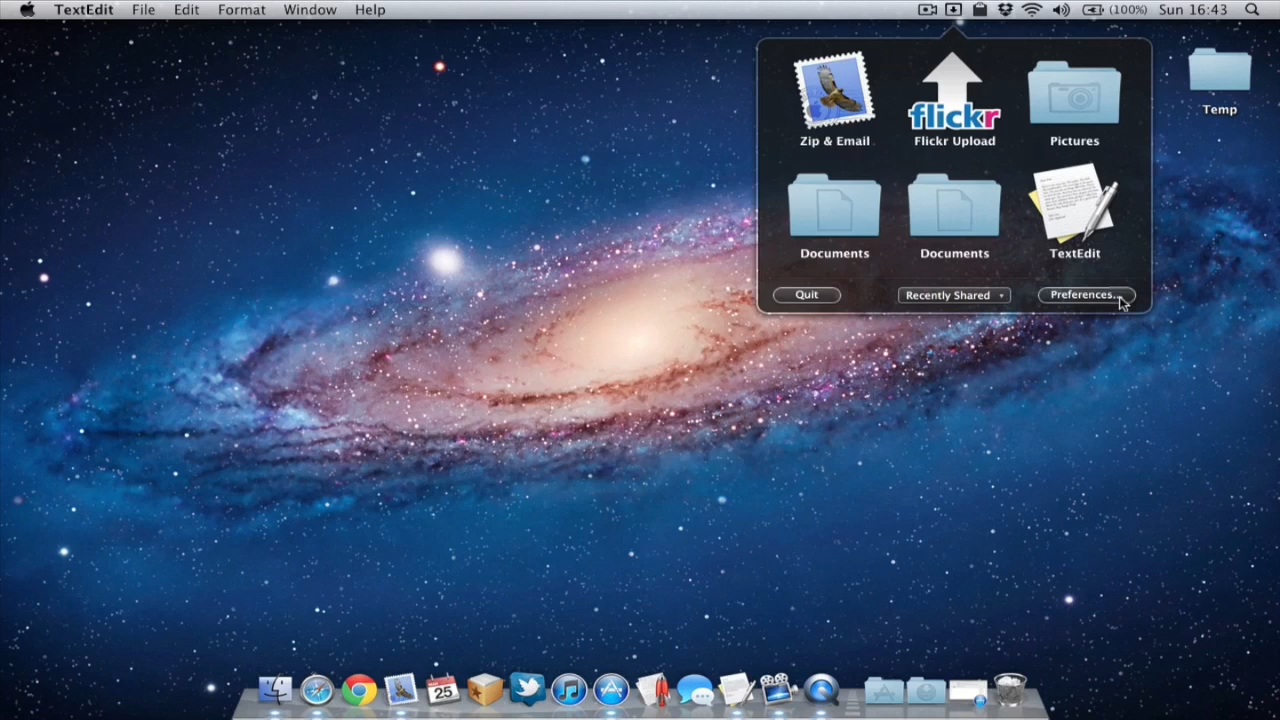 TextEdit File Edit Format Window Help (100%) Sun 16:43
Temp
flickr
Zip & Email Flickr Upload Pictures
Documents Documents TextEdit
Quit Recently Shared Preferences...
25